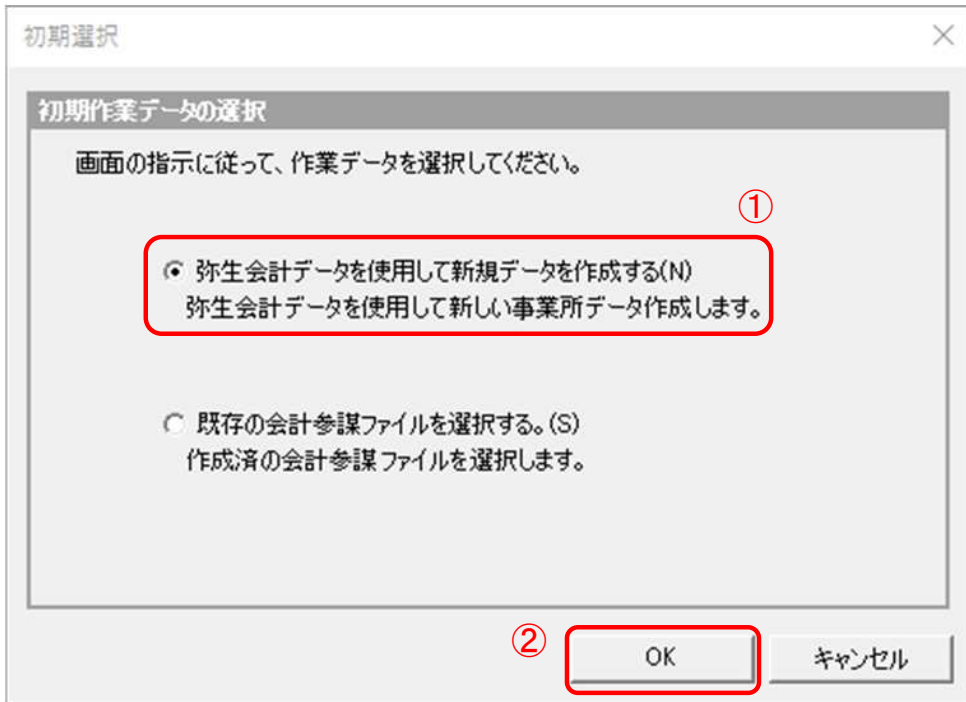 初期選択
初期作業データの選択
画面の指示に従って、作業データを選択してください。
①
弥生会計データを使用して新規データを作成する(N)
弥生会計データを使用して新しい事業所データ作成します。
既存の会計参謀ファイルを選択する。(S)
作成済の会計参謀ファイルを選択します。
②
OK
キャンセル